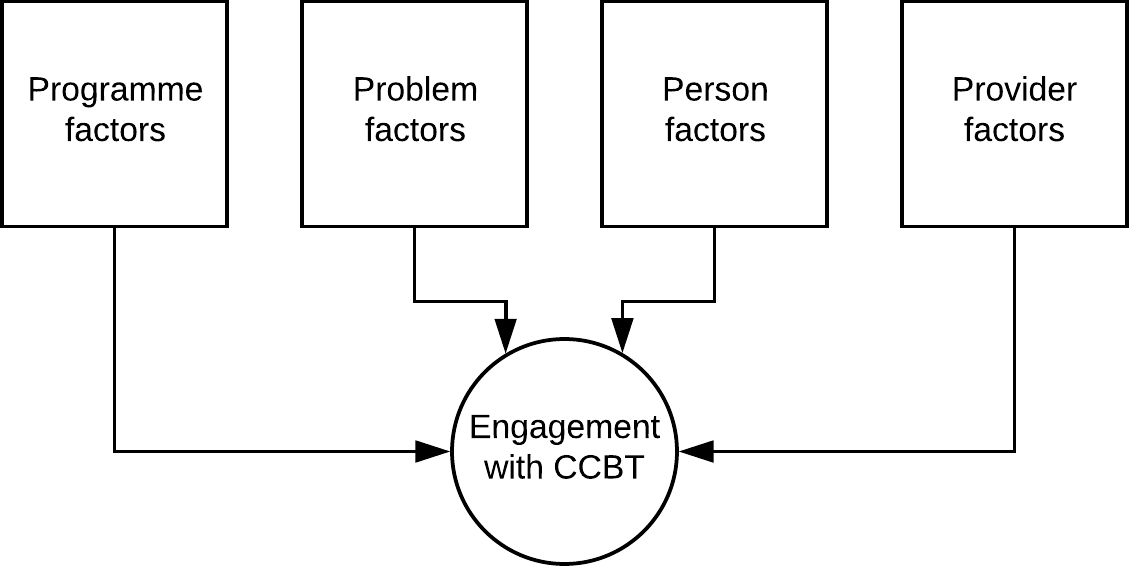 Programme
factors
Problem
factors
Person
factors
Provider
factors
Engagement
with CCBT